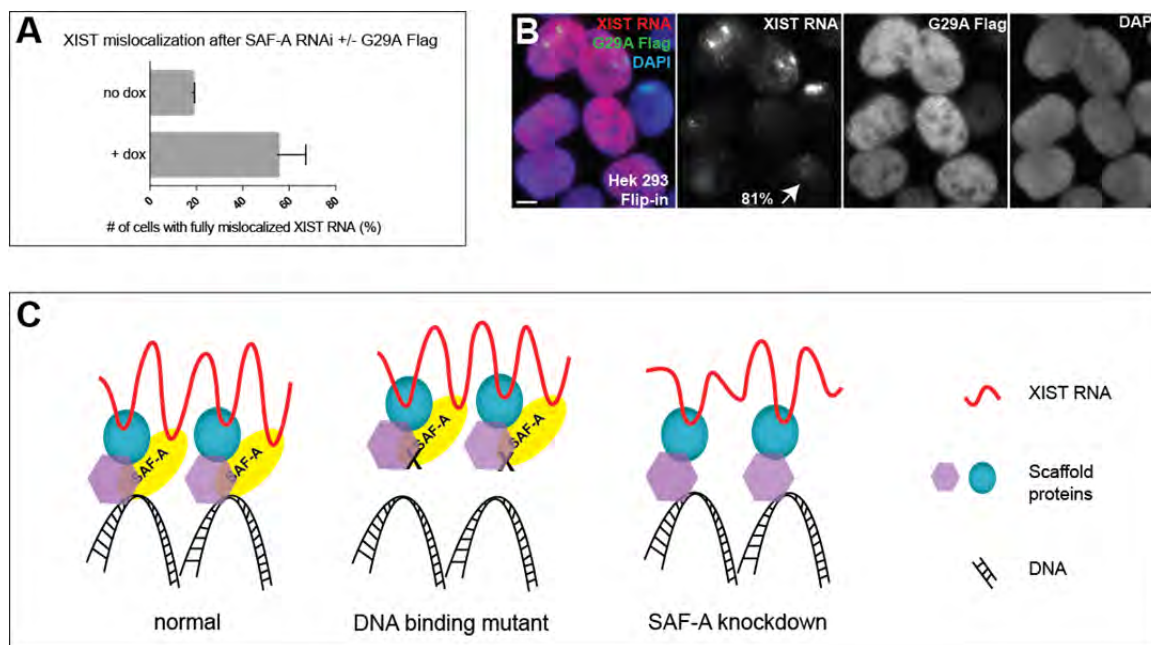 A
XIST mislocalization after SAF-A RNAi +/- G29A Flag
no dox
+ dox
0 20 40 60 80
# of cells with fully mislocalized XIST RNA (%)
B
XIST RNA
G29A Flag
DAPI
Hek 293
Flip-in
XIST RNA
81%
G29A Flag
DAP
C
SAF-A
SAF-A
SAF-A
X
SAF-A
X
normal
DNA binding mutant
SAF-A knockdown
XIST RNA
Scaffold
proteins
DNA